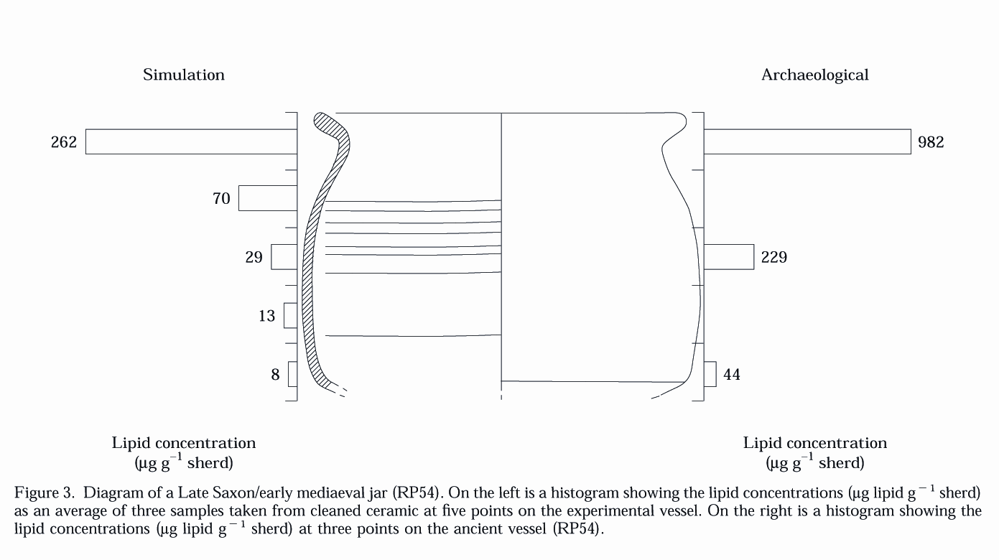 Simulation
Archaeological
262
982
70
29
229
13
8
44
Lipid concentration
(μg g⁻¹ sherd)
Lipid concentration
(μg g⁻¹ sherd)
Figure 3. Diagram of a Late Saxon/early mediaeval jar (RP54). On the left is a histogram showing the lipid concentrations (μg lipid g⁻¹ sherd)
as an average of three samples taken from cleaned ceramic at five points on the experimental vessel. On the right is a histogram showing the
lipid concentrations (μg lipid g⁻¹ sherd) at three points on the ancient vessel (RP54).